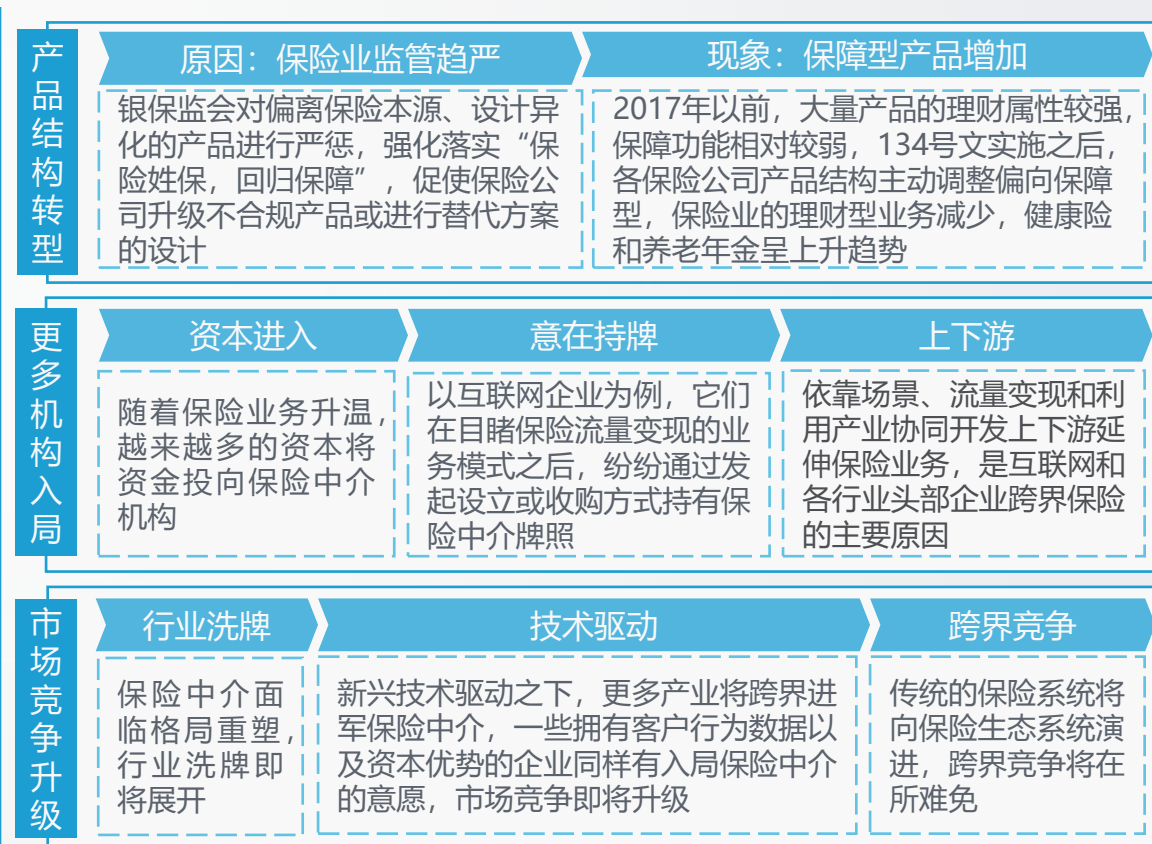 产品结构转型
原因：保险业监管趋严
银保监会对偏离保险本源、设计异
化的产品进行严惩，强化落实“保
险姓保，回归保障”，促使保险公
司升级不合规产品或进行替代方案
的设计
现象：保障型产品增加
2017年以前，大量产品的理财属性较强，
保障功能相对较弱，134号文实施之后，
各保险公司产品结构主动调整偏向保障
型，保险业的理财型业务减少，健康险
和养老年金呈上升趋势
更多机构入局
资本进入
随着保险业务升温，
越来越多的资本将
资金投向保险中介
机构
意在持牌
以互联网企业为例，它们
在目睹保险流量变现的业
务模式之后，纷纷通过发
起设立或收购方式持有保
险中介牌照
上下游
依靠场景、流量变现和利
用产业协同开发上下游延
伸保险业务，是互联网和
各行业头部企业跨界保险
的主要原因
市场竞争升级
行业洗牌
保险中介面
临格局重塑，
行业洗牌即
将展开
技术驱动
新兴技术驱动之下，更多产业将跨界进
军保险中介，一些拥有客户行为数据以
及资本优势的企业同样有入局保险中介
的意愿，市场竞争即将升级
跨界竞争
传统的保险系统将
向保险生态系统演
进，跨界竞争将在
所难免